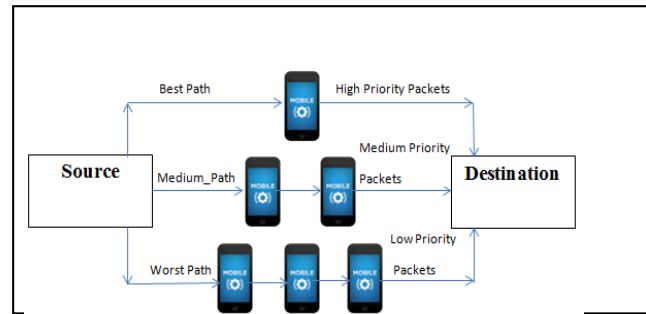 Best Path
High Priority Packets
MOBILE
Medium Priority
Source
Medium_Path
MOBILE
MOBILE
Packets
Destination
Low Priority
Worst Path
MOBILE
MOBILE
MOBILE
Packets